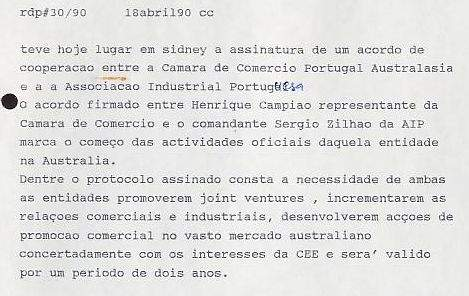 rdp#30/90 18abril90 cc
teve hoje lugar em sidney a assinatura de um acordo de
cooperacao entre a Camara de Comercio Portugal Australasia
e a a Associacao Industrial Portuguesa
O acordo firmado entre Henrique Campiao representante da
Camara de Comercio e o comandante Sergio Zilhao da AIP
marca o começo das actividades oficiais daquela entidade
na Australia.
Dentre o protocolo assinado consta a necessidade de ambas
as entidades promoverem joint ventures , incrementarem as
relaçoes comerciais e industriais, desenvolverem acçoes de
promocao comercial no vasto mercado australiano
concertadamente com os interesses da CEE e sera’ valido
por um periodo de dois anos.